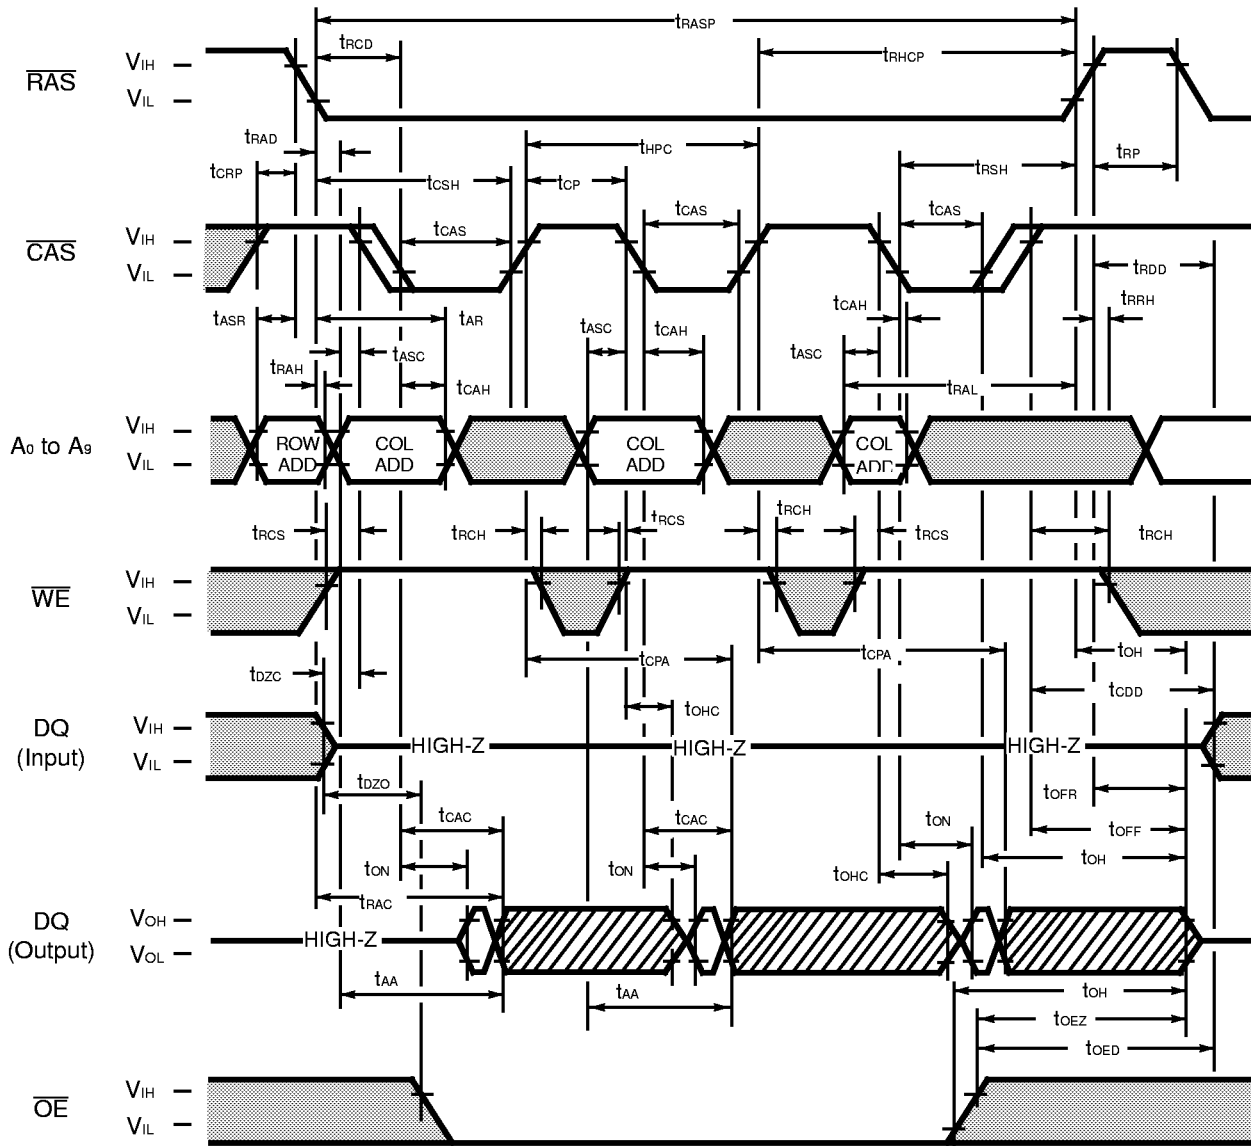 tRASP
tRCD
tRHCP
RAS
VIH
VIL
tRAD
tHPC
tRP
tCRP
tCSH
tCP
tRSH
tCAS
tCAS
tCAS
CAS
VIH
VIL
tRDD
tASR
tAR
tASC
tCAH
tCAH
tRRH
tASC
tASC
tRAH
tCAH
tRAL
A0 to A9
VIH
VIL
ROW
ADD
COL
ADD
COL
ADD
COL
ADD
tRCS
tRCH
tRCS
tRCH
tRCS
tRCH
WE
VIH
VIL
tCPA
tCPA
tOH
tDZC
tCDD
tOHC
DQ
(Input)
VIH
VIL
HIGH-Z
HIGH-Z
HIGH-Z
tDZO
tOFR
tCAC
tCAC
tON
tOFF
tON
tON
tOHC
tOH
tRAC
DQ
(Output)
VOH
VOL
HIGH-Z
tAA
tAA
tOH
tOEZ
tOED
OE
VIH
VIL